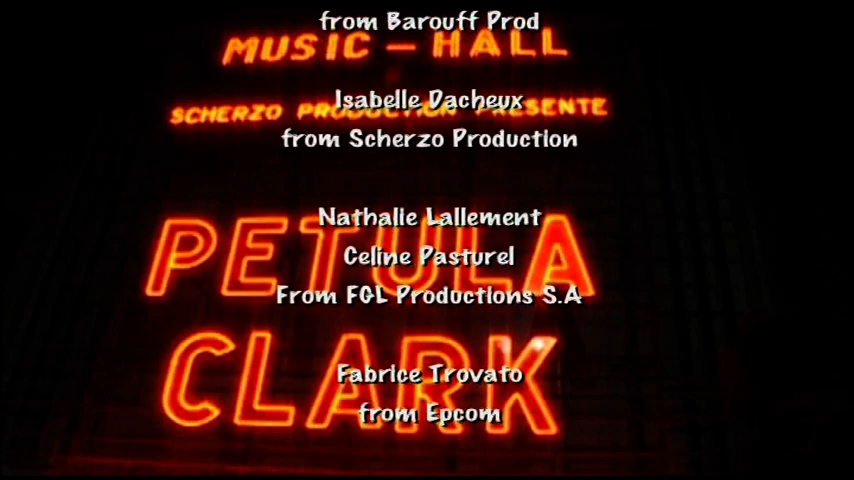 from Barouff Prod
MUSIC - HALL
Isabelle Dacheux
SCHERZO PRODUCTION PRESENTE
from Scherzo Production
Nathalie Lallement
PETULA
Celine Pasturel
From FGL Productions S.A
CLARK
Fabrice Trovato
from Epcom